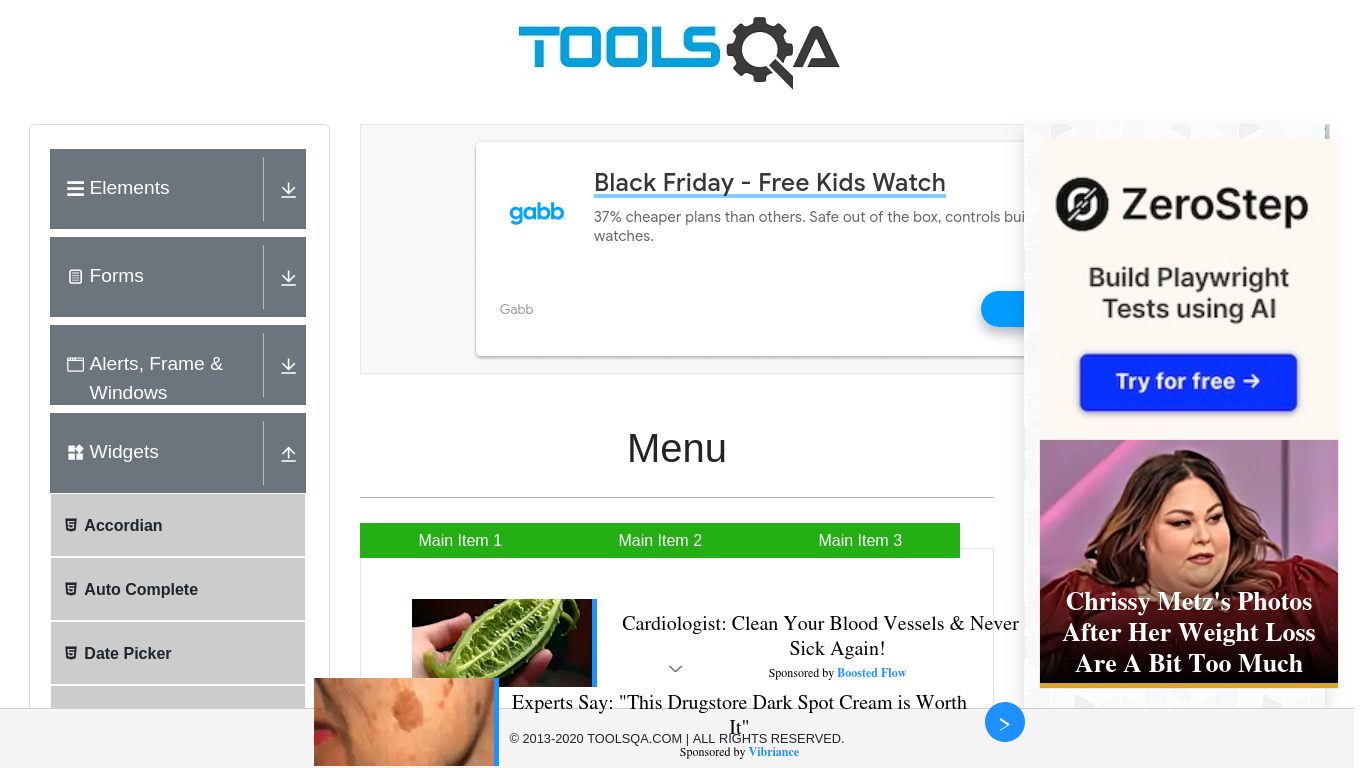 TOOLSQA
Elements
Forms
Alerts, Frame &
Windows
Widgets
Accordian
Auto Complete
Date Picker
gabb
Black Friday - Free Kids Watch
37% cheaper plans than others. Safe out of the box, controls bui
watches.
Gabb
Menu
Main Item 1
Main Item 2
Main Item 3
Cardiologist: Clean Your Blood Vessels & Never
Sick Again!
Sponsored by Boosted Flow
Experts Say: "This Drugstore Dark Spot Cream is Worth
It"
© 2013-2020 TOOLSQA.COM | ALL RIGHTS RESERVED.
Sponsored by Vibriance
ZeroStep
Build Playwright
Tests using AI
Try for free →
Chrissy Metz's Photos
After Her Weight Loss
Are A Bit Too Much